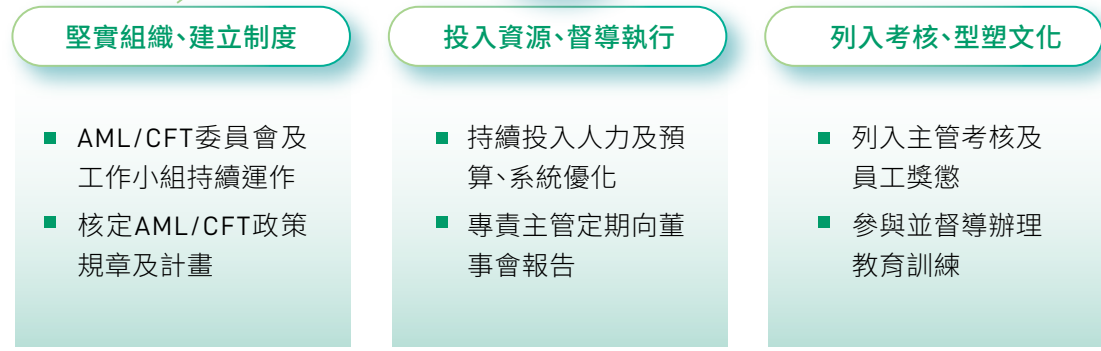 堅實組織、建立制度
AML/CFT委員會及
工作小組持續運作
核定AML/CFT政策
規章及計畫
投入資源、督導執行
持續投入人力及預
算、系統優化
專責主管定期向董
事會報告
列入考核、型塑文化
列入主管考核及
員工獎懲
參與並督導辦理
教育訓練